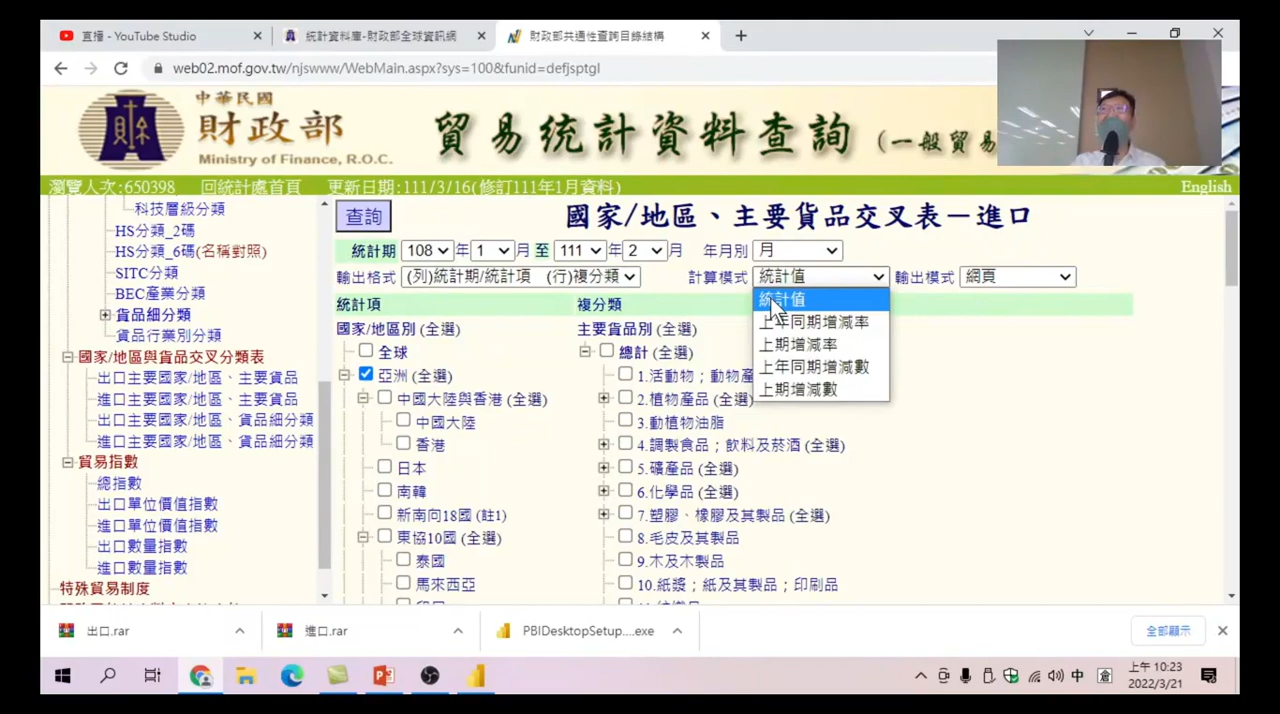 直播 - YouTube Studio
統計資料庫-財政部全球資訊網
財政部共通性查詢目錄結構
web02.mof.gov.tw/njswww/WebMain.aspx?sys=100&funid=defjsptgl
中華民國
財政部
Ministry of Finance, R.O.C.
貿易統計資料查詢 (一般貿易
瀏覽人次:650398 回統計處首頁 更新日期:111/3/16(修訂111年1月資料) English
科技層級分類
HS分類_2碼
HS分類_6碼(名稱對照)
SITC分類
BEC產業分類
貨品細分類
貨品行業別分類
國家/地區與貨品交叉分類表
出口主要國家/地區、主要貨品
進口主要國家/地區、主要貨品
出口主要國家/地區、貨品細分類
進口主要國家/地區、貨品細分類
貿易指數
總指數
出口單位價值指數
進口單位價值指數
出口數量指數
進口數量指數
特殊貿易制度
查詢 國家/地區、主要貨品交叉表－進口
統計期 108 年 1 月 至 111 年 2 月 年月別 月
輸出格式 (列)統計期/統計項 (行)複分類 計算模式 統計值 輸出模式 網頁
統計值
上年同期增減率
上期增減率
上年同期增減數
上期增減數
統計項
國家/地區別 (全選)
全球
亞洲 (全選)
中國大陸與香港 (全選)
中國大陸
香港
日本
南韓
新南向18國 (註1)
東協10國 (全選)
泰國
馬來西亞
複分類
主要貨品別 (全選)
總計 (全選)
1.活動物；動物產
2.植物產品 (全選)
3.動植物油脂
4.調製食品；飲料及菸酒 (全選)
5.礦產品 (全選)
6.化學品 (全選)
7.塑膠、橡膠及其製品 (全選)
8.毛皮及其製品
9.木及木製品
10.紙漿；紙及其製品；印刷品
出口.rar
進口.rar
PBIDesktopSetup....exe
全部顯示
中
上午 10:23
2022/3/21